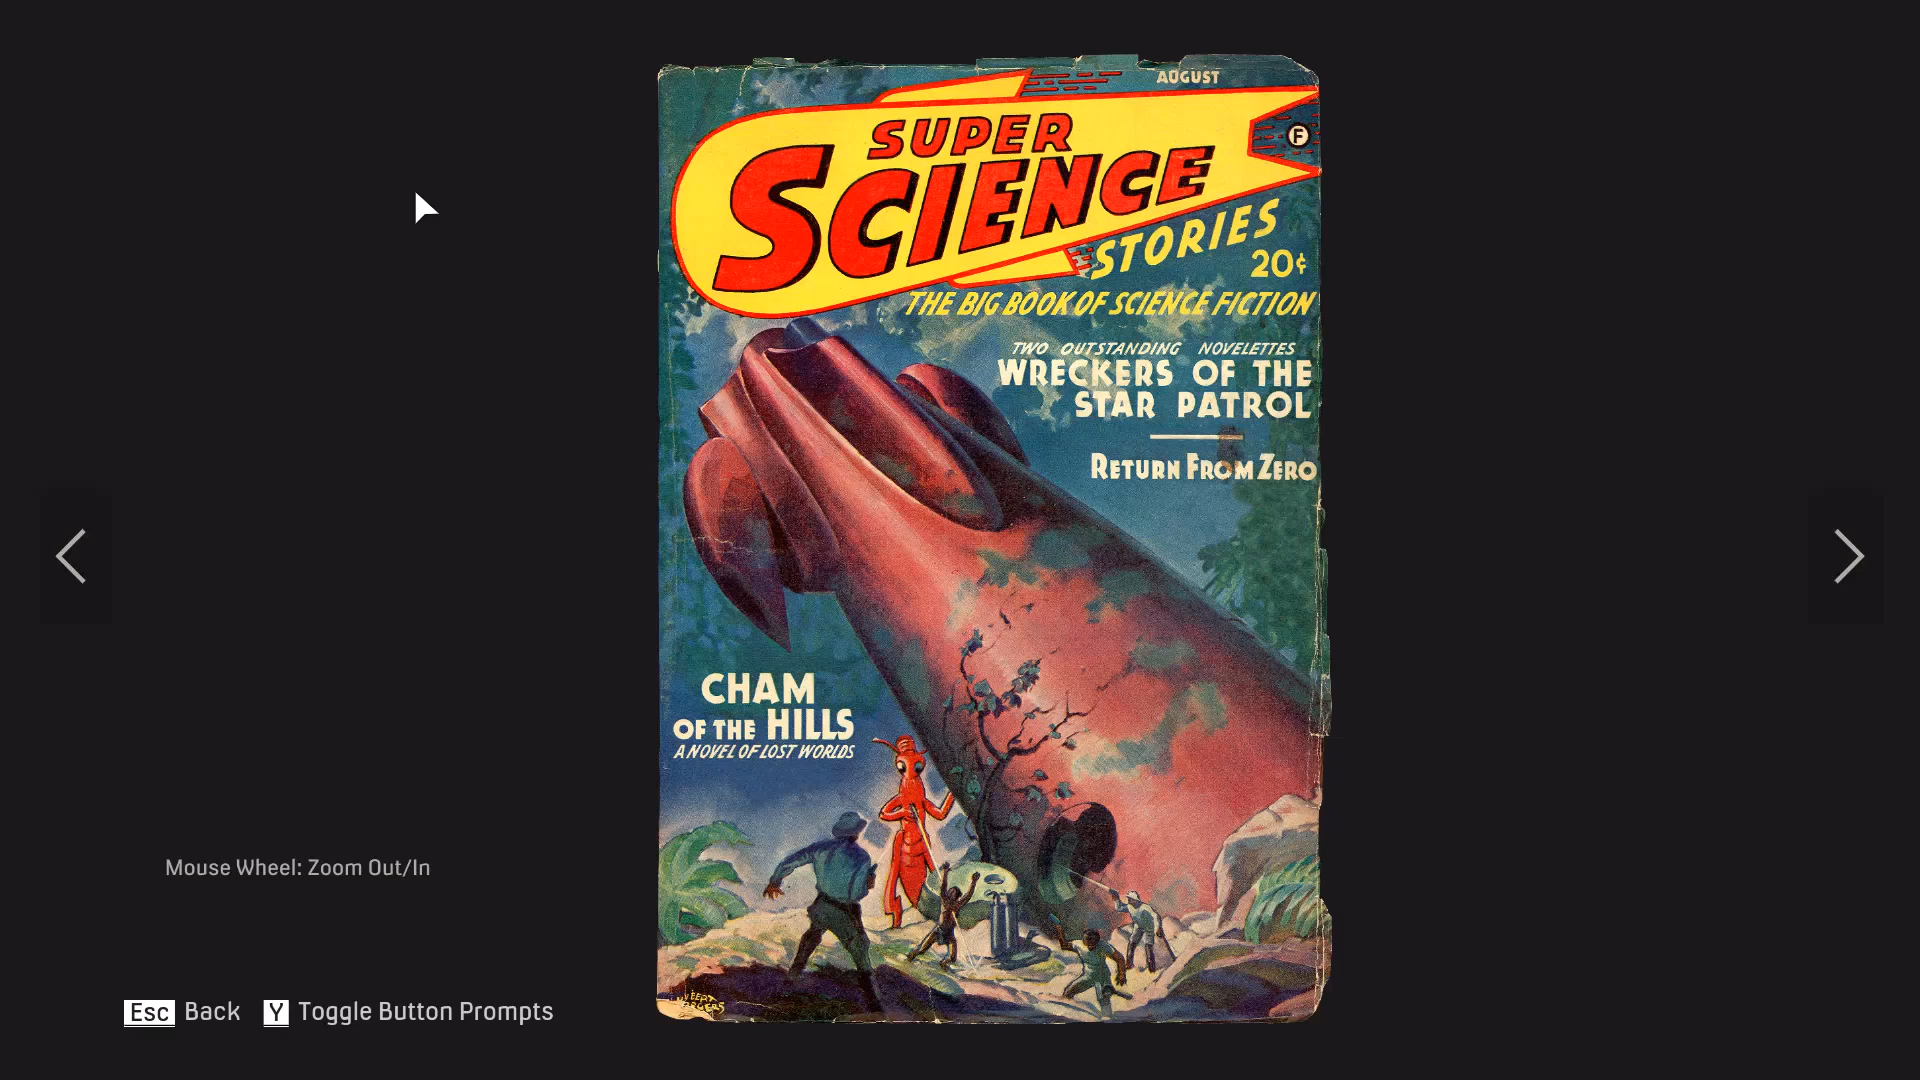 AUGUST
F
SUPER
SCIENCE
STORIES
20¢
THE BIG BOOK OF SCIENCE FICTION
TWO OUTSTANDING NOVELETTES
WRECKERS OF THE
STAR PATROL
RETURN FROM ZERO
CHAM
OF THE HILLS
A NOVEL OF LOST WORLDS
Mouse Wheel: Zoom Out/In
Esc Back Y Toggle Button Prompts